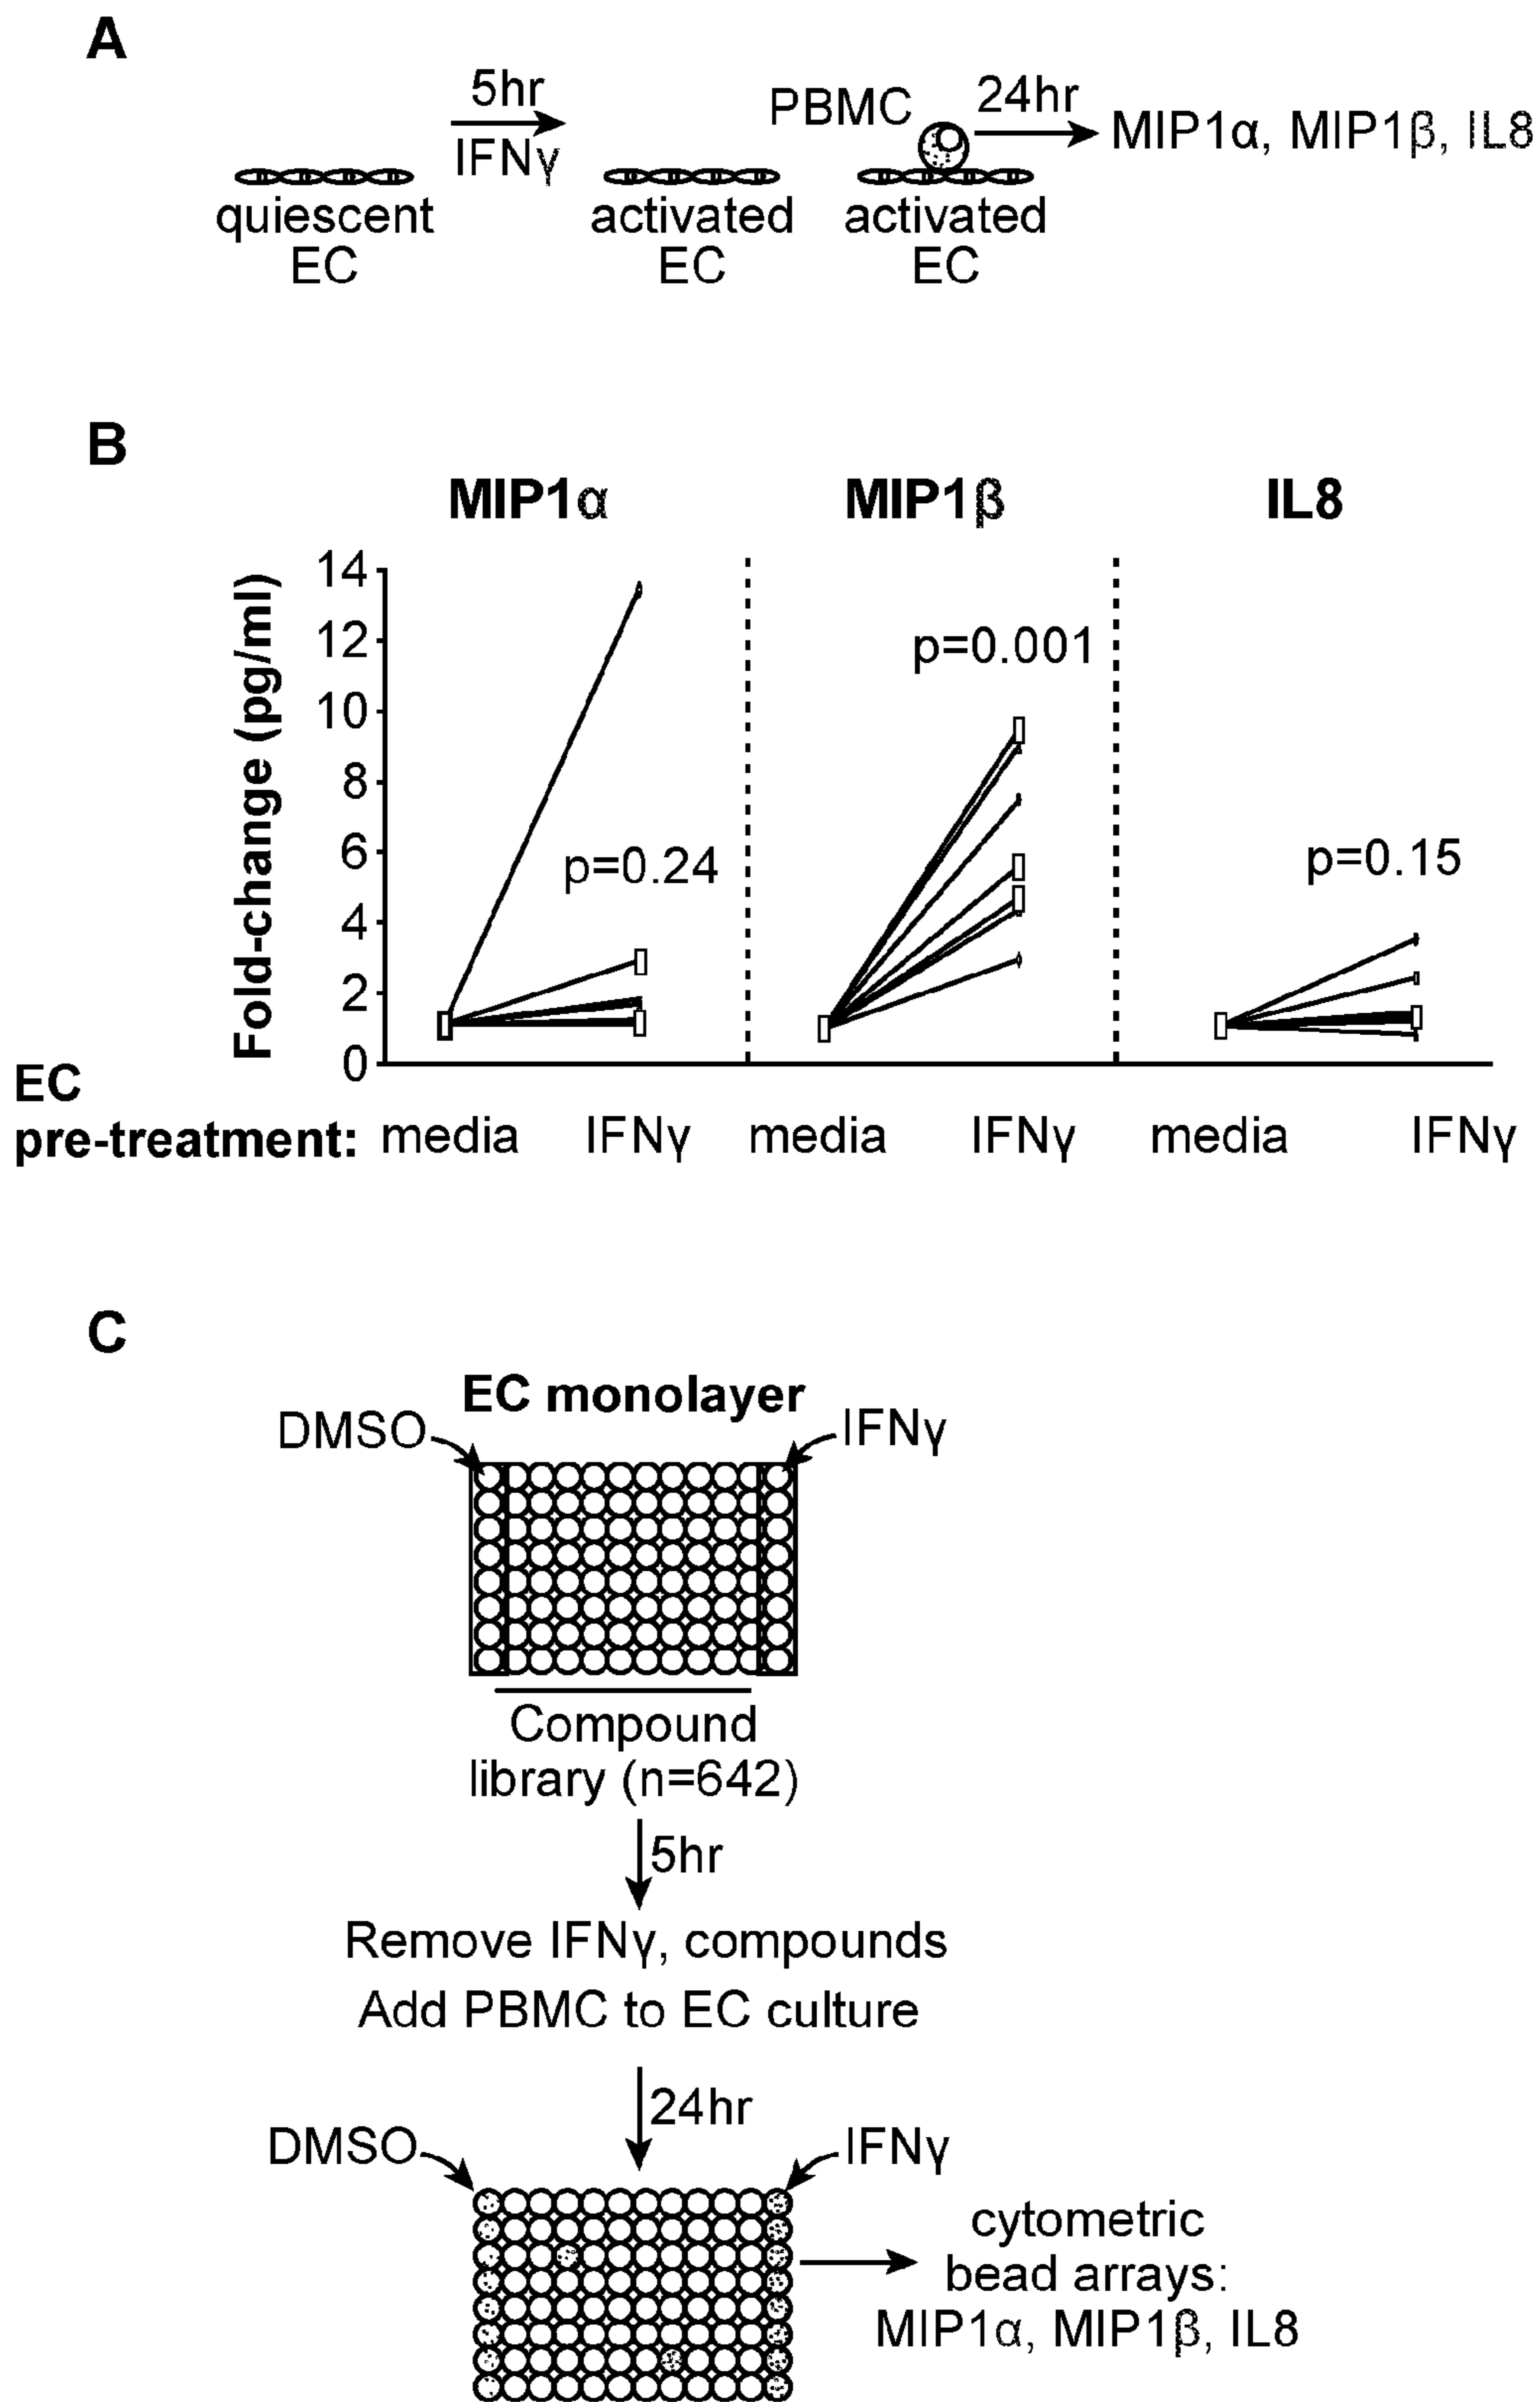 A
5hr
IFNγ
PBMC
24hr
MIP1α, MIP1β, IL8
quiescent
EC
activated
EC
activated
EC
B
MIP1α
MIP1β
IL8
Fold-change (pg/ml)
14
12
10
8
6
4
2
0
p=0.24
p=0.001
p=0.15
EC
pre-treatment:
media
IFNγ
media
IFNγ
media
IFNγ
C
EC monolayer
DMSO
IFNγ
Compound
library (n=642)
5hr
Remove IFNγ, compounds
Add PBMC to EC culture
24hr
DMSO
IFNγ
cytometric
bead arrays:
MIP1α, MIP1β, IL8